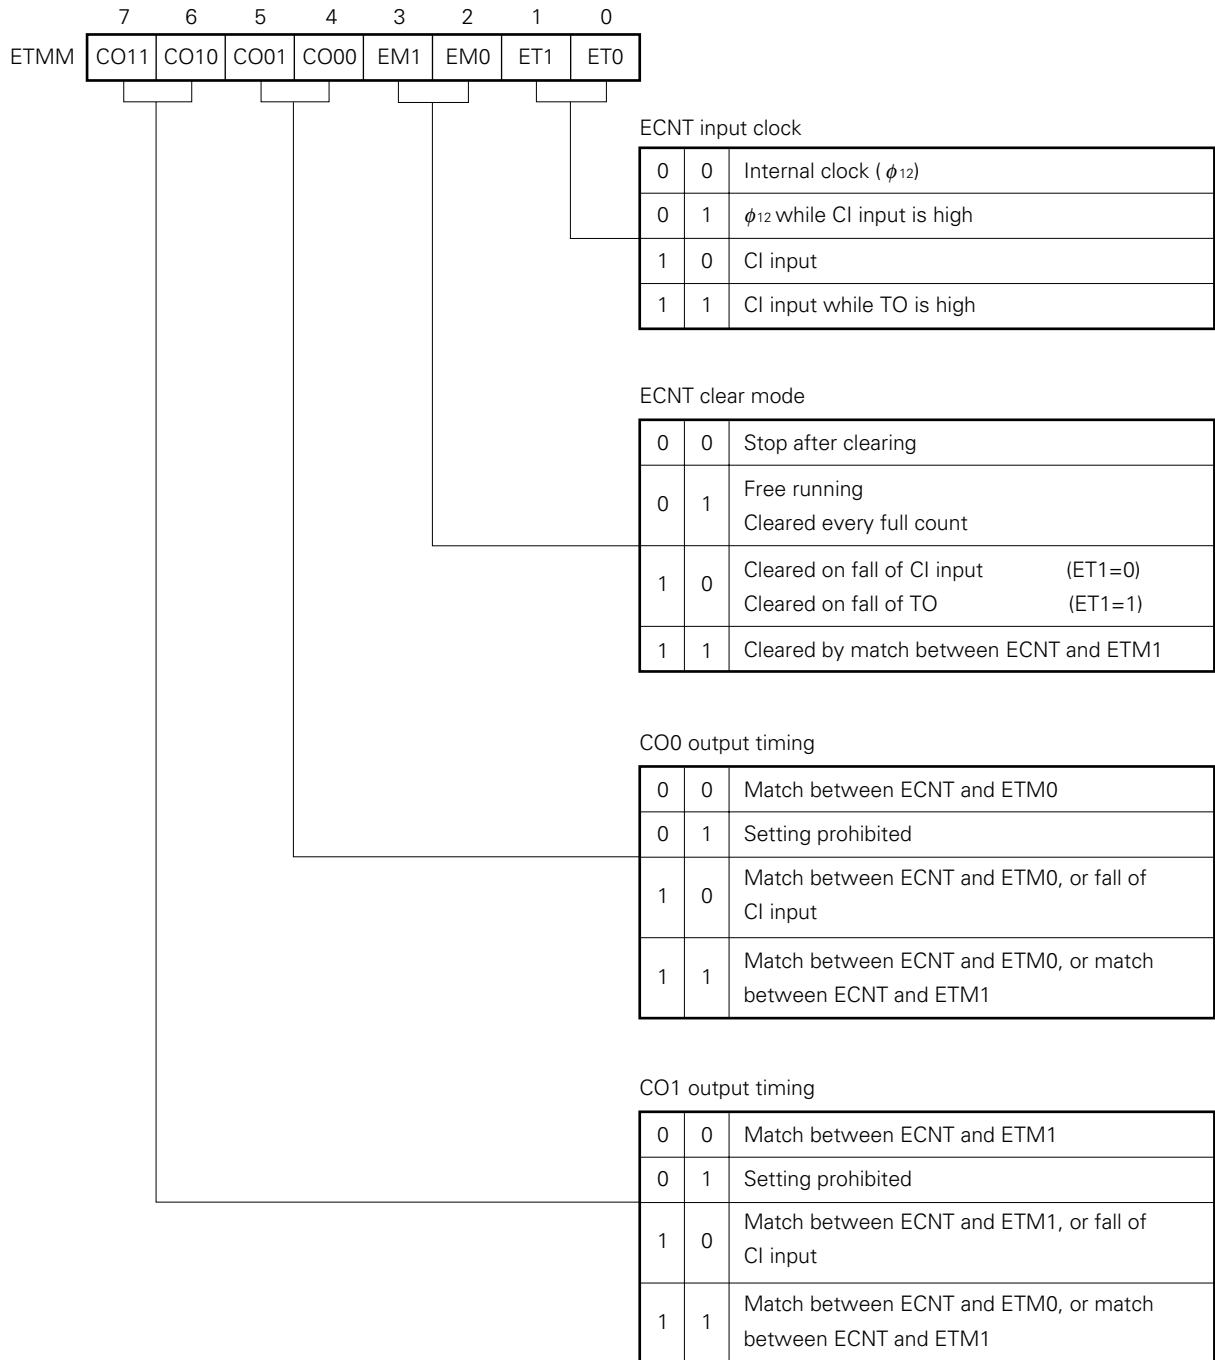 7 6 5 4 3 2 1 0
ETMM CO11 CO10 CO01 CO00 EM1 EM0 ET1 ET0
ECNT input clock
0 0 Internal clock ( ϕ12)
0 1 ϕ12 while CI input is high
1 0 CI input
1 1 CI input while TO is high
ECNT clear mode
0 0 Stop after clearing
0 1 Free running
Cleared every full count
1 0 Cleared on fall of CI input (ET1=0)
Cleared on fall of TO (ET1=1)
1 1 Cleared by match between ECNT and ETM1
CO0 output timing
0 0 Match between ECNT and ETM0
0 1 Setting prohibited
1 0 Match between ECNT and ETM0, or fall of
CI input
1 1 Match between ECNT and ETM0, or match
between ECNT and ETM1
CO1 output timing
0 0 Match between ECNT and ETM1
0 1 Setting prohibited
1 0 Match between ECNT and ETM1, or fall of
CI input
1 1 Match between ECNT and ETM0, or match
between ECNT and ETM1